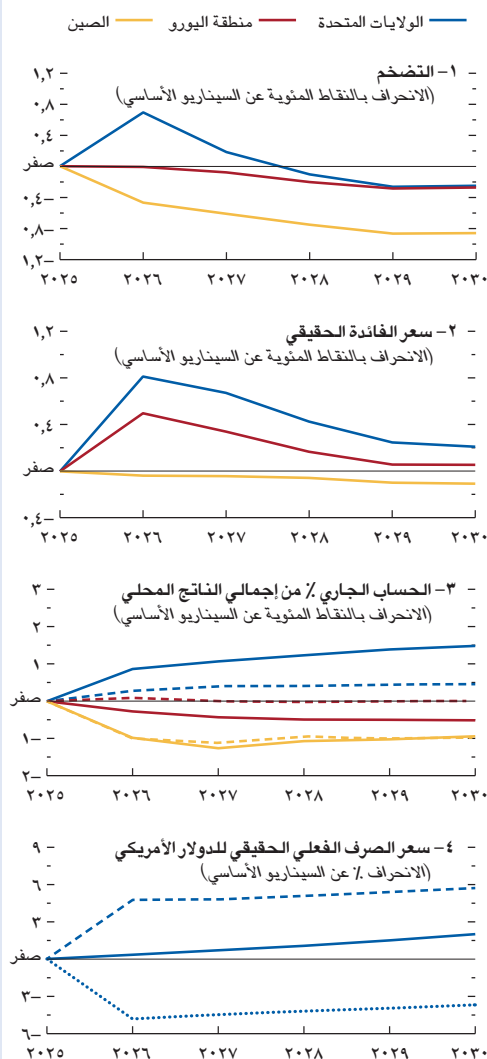 الولايات المتحدة منطقة اليورو الصين
١- التضخم
(الانحراف بالنقاط المئوية عن السيناريو الأساسي)
١,٢
٠,٨
٠,٤
صفر
٠,٤–
٠,٨–
١,٢–
٢٠٢٥ ٢٠٢٦ ٢٠٢٧ ٢٠٢٨ ٢٠٢٩ ٢٠٣٠
٢- سعر الفائدة الحقيقي
(الانحراف بالنقاط المئوية عن السيناريو الأساسي)
١,٢
٠,٨
٠,٤
صفر
٠,٤–
٢٠٢٥ ٢٠٢٦ ٢٠٢٧ ٢٠٢٨ ٢٠٢٩ ٢٠٣٠
٣- الحساب الجاري ٪ من إجمالي الناتج المحلي
(الانحراف بالنقاط المئوية عن السيناريو الأساسي)
٣
٢
١
صفر
١–
٢–
٢٠٢٥ ٢٠٢٦ ٢٠٢٧ ٢٠٢٨ ٢٠٢٩ ٢٠٣٠
٤- سعر الصرف الفعلي الحقيقي للدولار الأمريكي
(الانحراف ٪ عن السيناريو الأساسي)
٩
٦
٣
صفر
٣–
٦–
٢٠٢٥ ٢٠٢٦ ٢٠٢٧ ٢٠٢٨ ٢٠٢٩ ٢٠٣٠